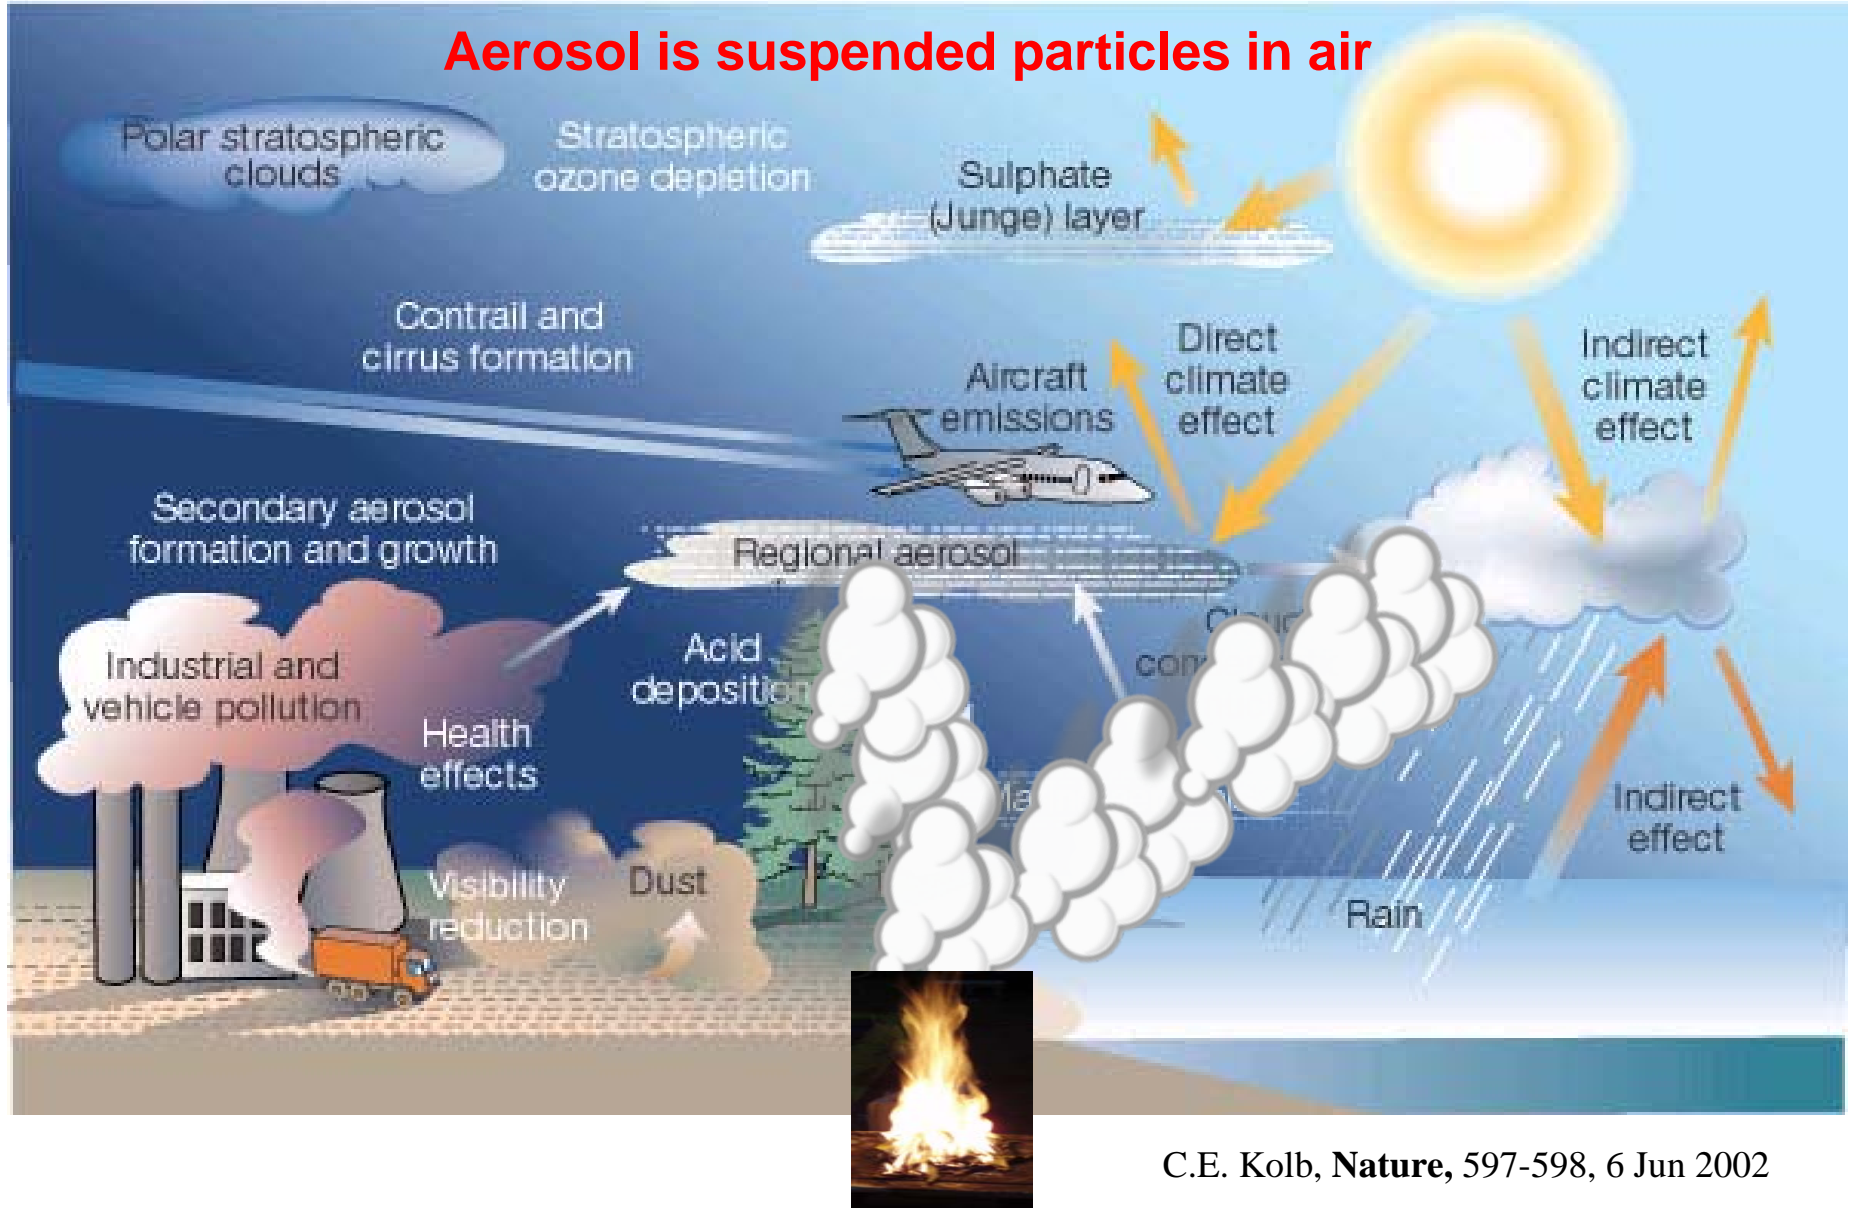 Aerosol is suspended particles in air
Polar stratospheric
clouds
Stratospheric
ozone depletion
Sulphate
(Junge) layer
Contrail and
cirrus formation
Aircraft
emissions
Direct
climate
effect
Indirect
climate
effect
Secondary aerosol
formation and growth
Regional aerosol
Industrial and
vehicle pollution
Acid
deposition
Health
effects
Visibility
reduction
Dust
Indirect
effect
Rain
C.E. Kolb, Nature, 597-598, 6 Jun 2002